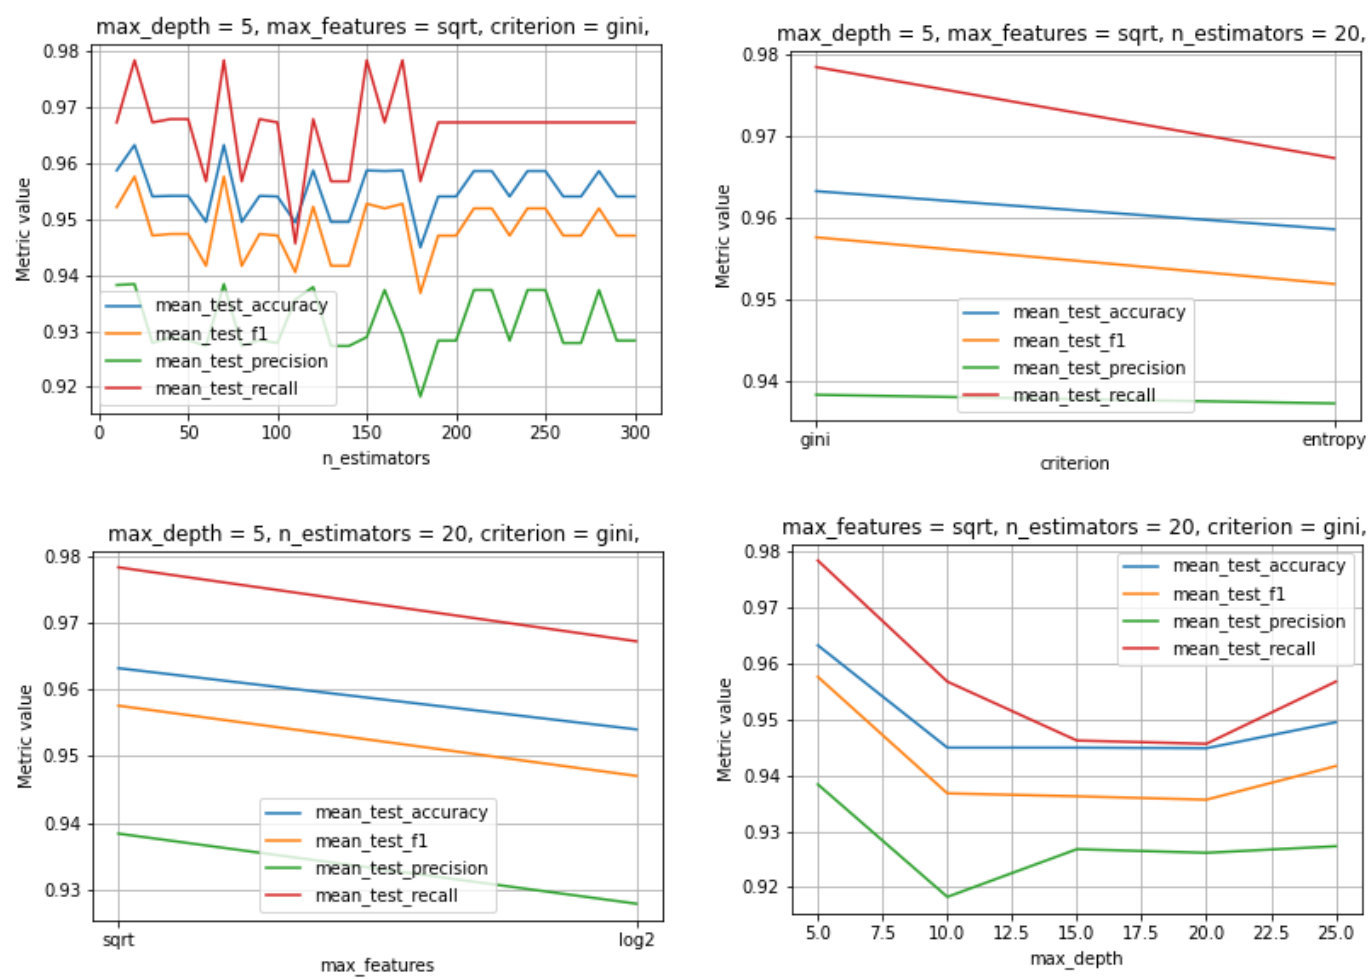 max_depth = 5, max_features = sqrt, criterion = gini,
0.98
0.97
0.96
0.95
0.94
0.93
0.92
Metric value
mean_test_accuracy
mean_test_f1
mean_test_precision
mean_test_recall
0 50 100 150 200 250 300
n_estimators
max_depth = 5, max_features = sqrt, n_estimators = 20,
0.98
0.97
0.96
0.95
0.94
Metric value
mean_test_accuracy
mean_test_f1
mean_test_precision
mean_test_recall
gini entropy
criterion
max_depth = 5, n_estimators = 20, criterion = gini,
0.98
0.97
0.96
0.95
0.94
0.93
Metric value
mean_test_accuracy
mean_test_f1
mean_test_precision
mean_test_recall
sqrt log2
max_features
max_features = sqrt, n_estimators = 20, criterion = gini,
0.98
0.97
0.96
0.95
0.94
0.93
0.92
Metric value
mean_test_accuracy
mean_test_f1
mean_test_precision
mean_test_recall
5.0 7.5 10.0 12.5 15.0 17.5 20.0 22.5 25.0
max_depth